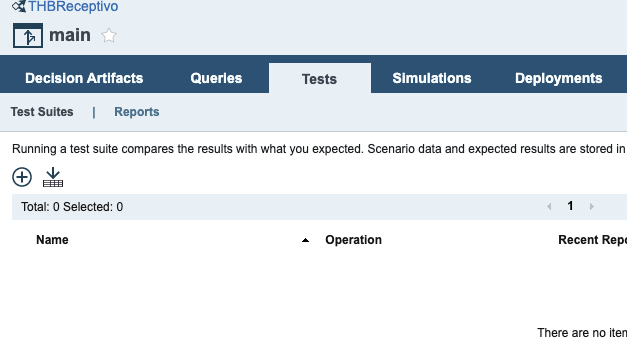 THBReceptivo
main
Decision Artifacts Queries Tests Simulations Deployments
Test Suites | Reports
Running a test suite compares the results with what you expected. Scenario data and expected results are stored in
Total: 0 Selected: 0 1
Name Operation Recent Repo
There are no iten